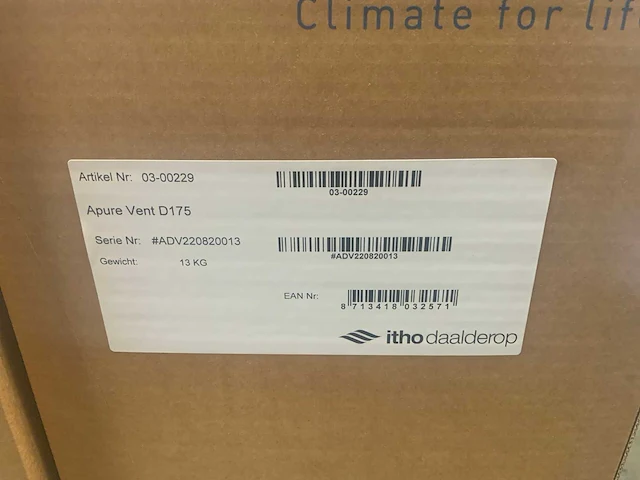 Climate for lif
Artikel Nr: 03-00229
03-00229
Apure Vent D175
Serie Nr: #ADV220820013
#ADV220820013
Gewicht: 13 KG
EAN Nr:
8 713418 032571
itho daalderop